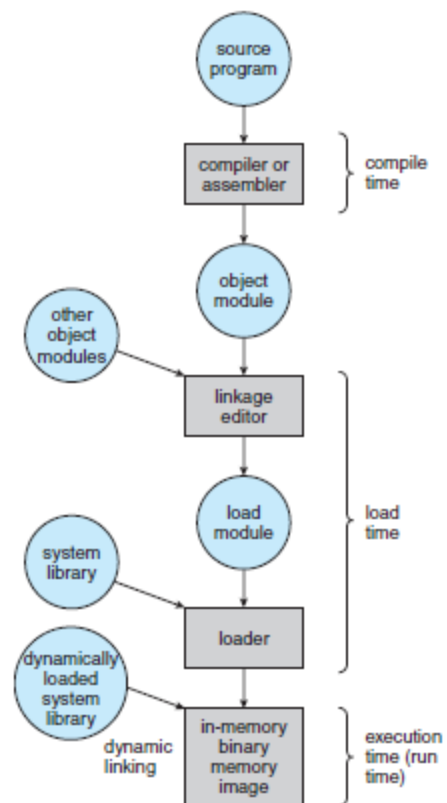 source
program
compiler or
assembler
compile
time
object
module
other
object
modules
linkage
editor
load
module
load
time
system
library
loader
dynamically
loaded
system
library
dynamic
linking
in-memory
binary
memory
image
execution
time (run
time)